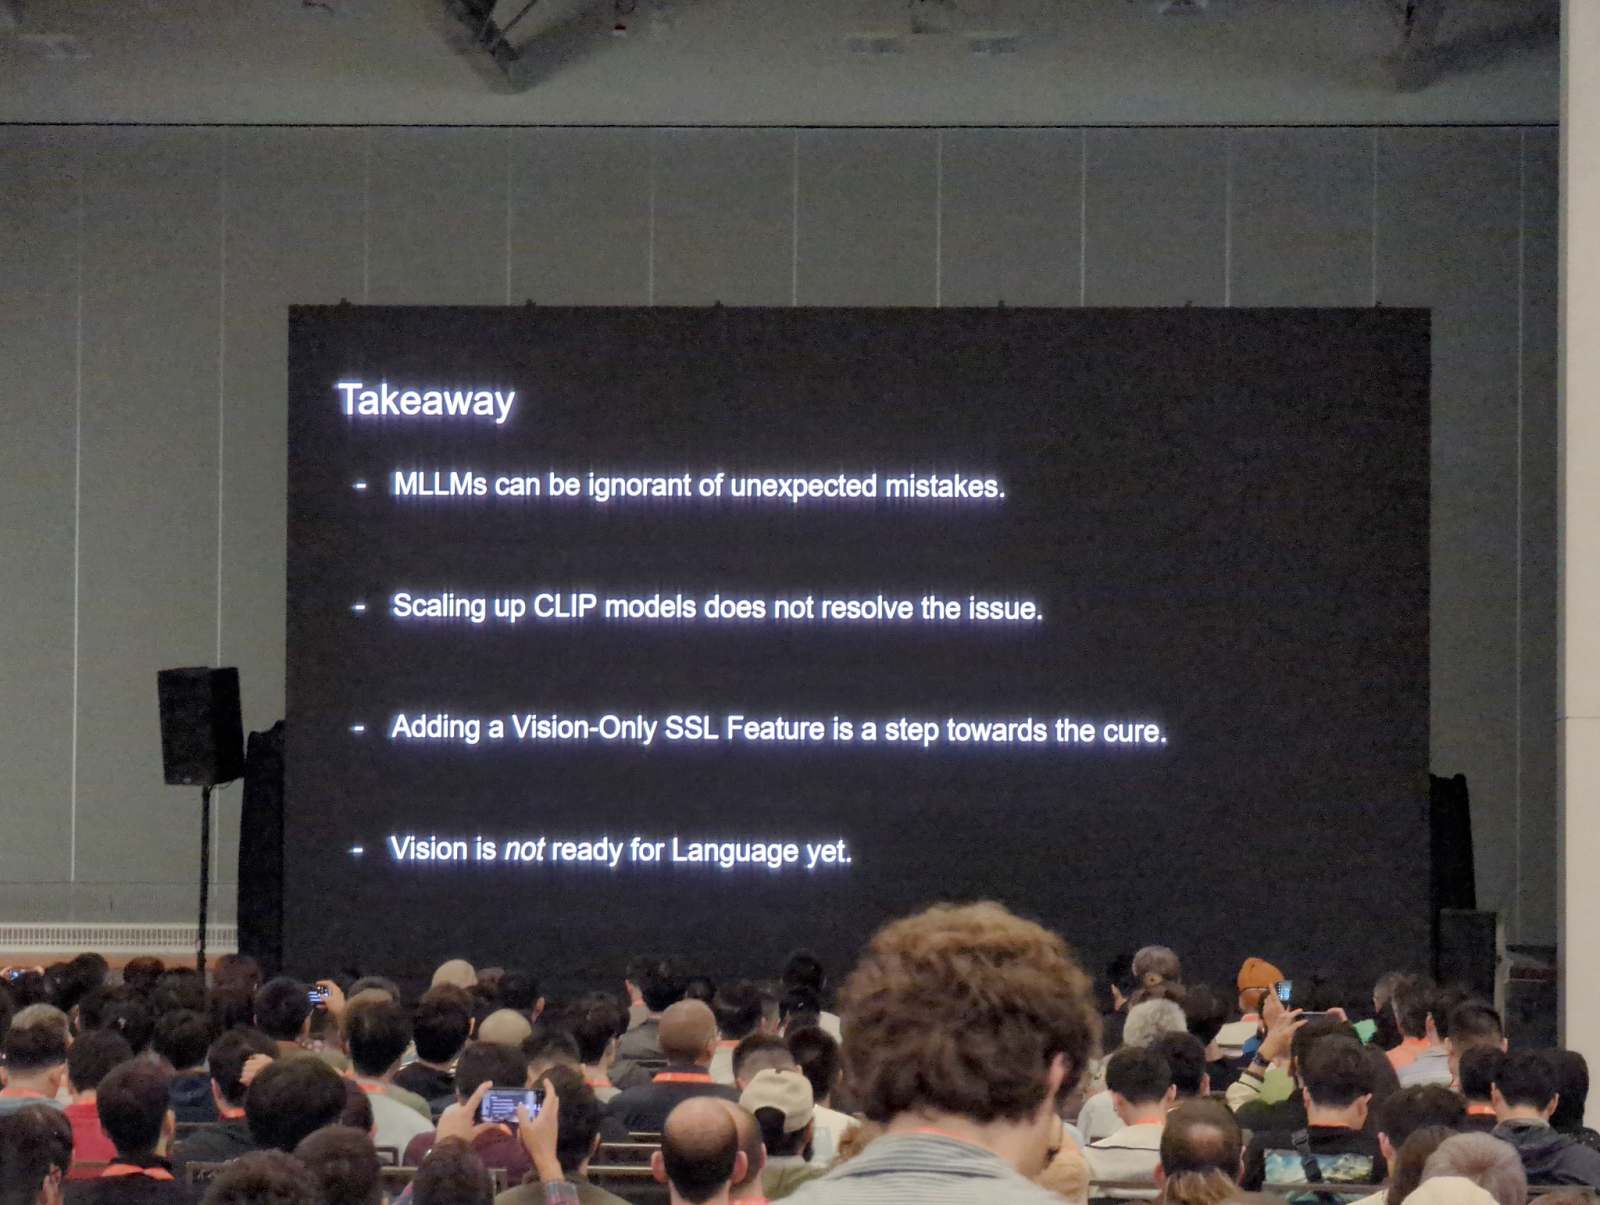 Takeaway
- MLLMs can be ignorant of unexpected mistakes.
- Scaling up CLIP models does not resolve the issue.
- Adding a Vision-Only SSL Feature is a step towards the cure.
- Vision is not ready for Language yet.